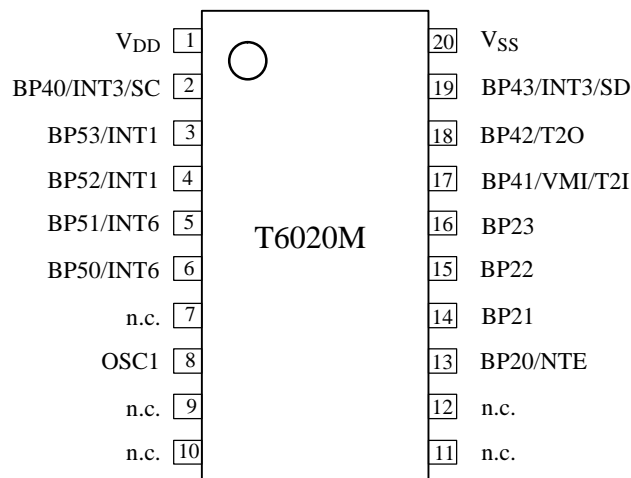 V_DD 1 20 V_SS
BP40/INT3/SC 2 19 BP43/INT3/SD
BP53/INT1 3 18 BP42/T2O
BP52/INT1 4 17 BP41/VMI/T2I
BP51/INT6 5 16 BP23
T6020M
BP50/INT6 6 15 BP22
n.c. 7 14 BP21
OSC1 8 13 BP20/NTE
n.c. 9 12 n.c.
n.c. 10 11 n.c.